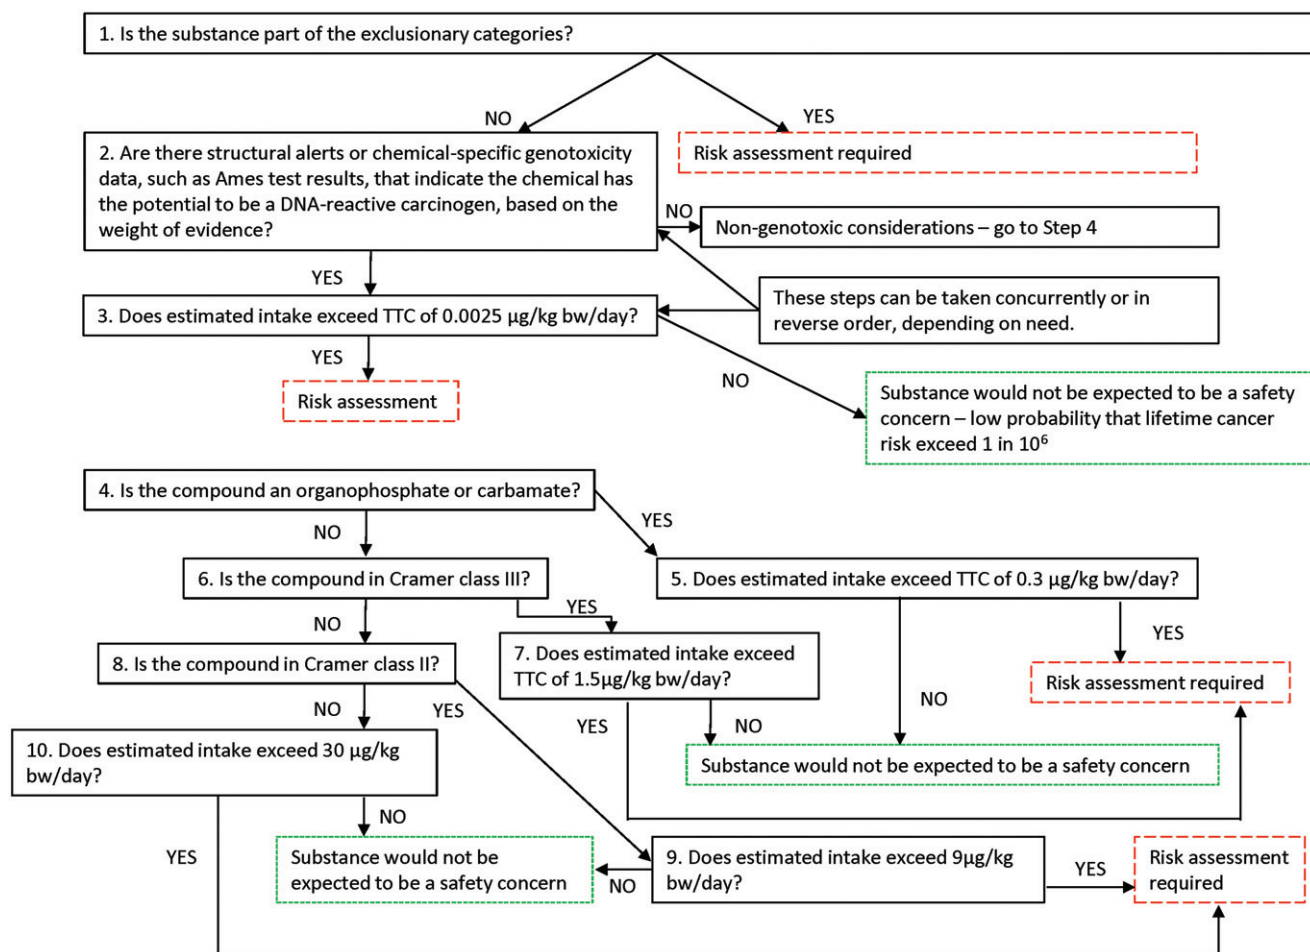 1. Is the substance part of the exclusionary categories?
NO
YES
2. Are there structural alerts or chemical-specific genotoxicity
data, such as Ames test results, that indicate the chemical has
the potential to be a DNA-reactive carcinogen, based on the
weight of evidence?
Risk assessment required
NO
Non-genotoxic considerations – go to Step 4
YES
3. Does estimated intake exceed TTC of 0.0025 µg/kg bw/day?
These steps can be taken concurrently or in
reverse order, depending on need.
YES
NO
Risk assessment
Substance would not be expected to be a safety
concern – low probability that lifetime cancer
risk exceed 1 in 10⁶
4. Is the compound an organophosphate or carbamate?
NO
YES
6. Is the compound in Cramer class III?
5. Does estimated intake exceed TTC of 0.3 µg/kg bw/day?
NO
YES
YES
8. Is the compound in Cramer class II?
7. Does estimated intake exceed
TTC of 1.5µg/kg bw/day?
Risk assessment required
NO
YES
YES
NO
NO
10. Does estimated intake exceed 30 µg/kg
bw/day?
Substance would not be expected to be a safety concern
NO
YES
Substance would not be
expected to be a safety concern
NO
9. Does estimated intake exceed 9µg/kg
bw/day?
YES
Risk assessment
required